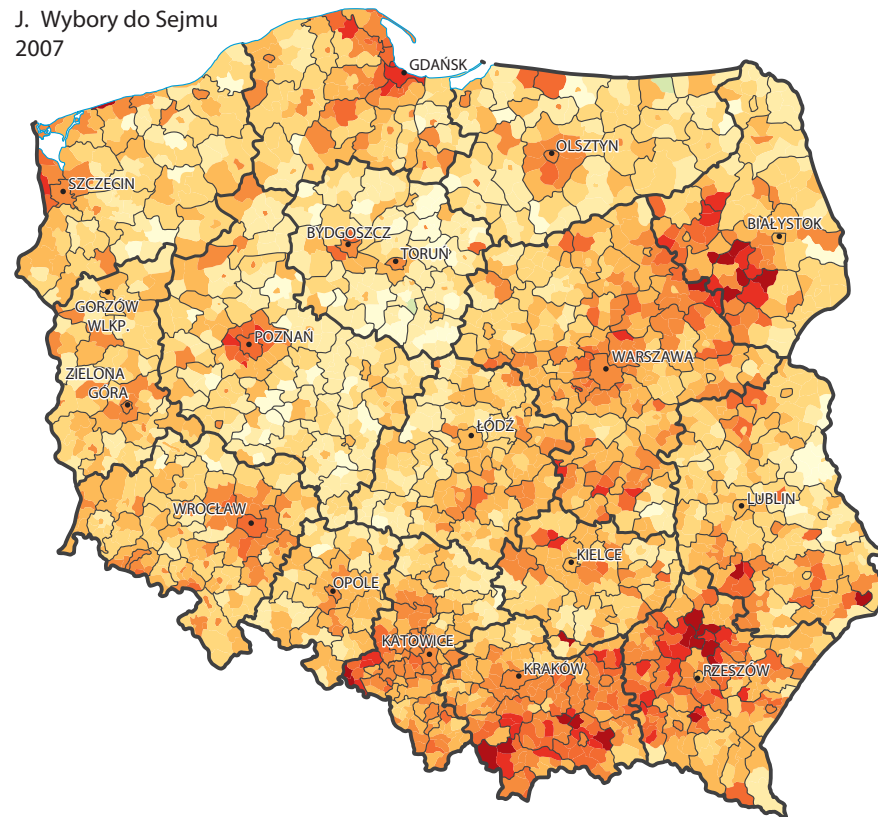 J. Wybory do Sejmu
2007
GDAŃSK
OLSZTYN
SZCZECIN
BIAŁYSTOK
BYDGOSZCZ
TORUŃ
GORZÓW
WLKP.
POZNAŃ
WARSZAWA
ZIELONA
GÓRA
ŁÓDŹ
LUBLIN
WROCŁAW
KIELCE
OPOLE
KATOWICE
KRAKÓW
RZESZÓW